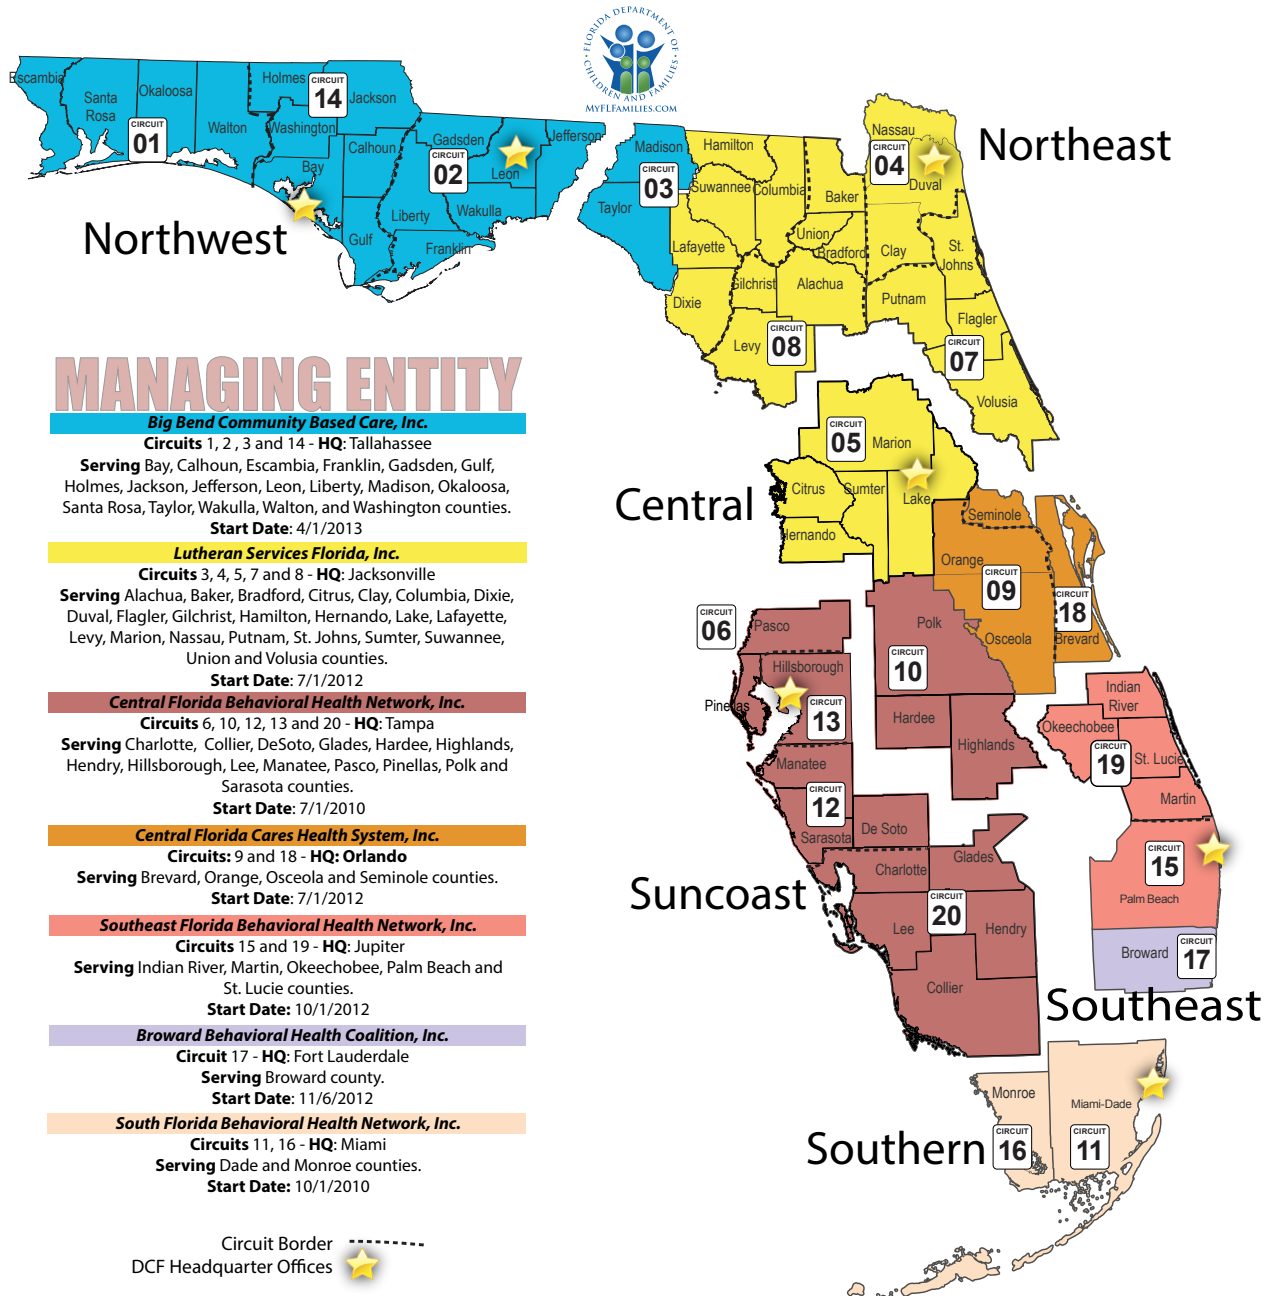 FLORIDA DEPARTMENT OF
CHILDREN AND FAMILIES
MYFLFAMILIES.COM
Escambia
Santa
Rosa
Okaloosa
Walton
CIRCUIT
01
Holmes
CIRCUIT
14
Jackson
Washington
Bay
Calhoun
Gulf
Liberty
Gadsden
CIRCUIT
02
Leon
Jefferson
Wakulla
Franklin
Northwest
Madison
CIRCUIT
03
Taylor
Hamilton
Suwannee
Columbia
Lafayette
Dixie
Baker
Union
Bradford
Gilchrist
Alachua
Levy
CIRCUIT
08
Nassau
CIRCUIT
04
Duval
Clay
St.
Johns
Putnam
Flagler
CIRCUIT
07
Volusia
Northeast
MANAGING ENTITY
Big Bend Community Based Care, Inc.
Circuits 1, 2 , 3 and 14 - HQ: Tallahassee
Serving Bay, Calhoun, Escambia, Franklin, Gadsden, Gulf,
Holmes, Jackson, Jefferson, Leon, Liberty, Madison, Okaloosa,
Santa Rosa, Taylor, Wakulla, Walton, and Washington counties.
Start Date: 4/1/2013
Lutheran Services Florida, Inc.
Circuits 3, 4, 5, 7 and 8 - HQ: Jacksonville
Serving Alachua, Baker, Bradford, Citrus, Clay, Columbia, Dixie,
Duval, Flagler, Gilchrist, Hamilton, Hernando, Lake, Lafayette,
Levy, Marion, Nassau, Putnam, St. Johns, Sumter, Suwannee,
Union and Volusia counties.
Start Date: 7/1/2012
Central Florida Behavioral Health Network, Inc.
Circuits 6, 10, 12, 13 and 20 - HQ: Tampa
Serving Charlotte, Collier, DeSoto, Glades, Hardee, Highlands,
Hendry, Hillsborough, Lee, Manatee, Pasco, Pinellas, Polk and
Sarasota counties.
Start Date: 7/1/2010
Central Florida Cares Health System, Inc.
Circuits: 9 and 18 - HQ: Orlando
Serving Brevard, Orange, Osceola and Seminole counties.
Start Date: 7/1/2012
Southeast Florida Behavioral Health Network, Inc.
Circuits 15 and 19 - HQ: Jupiter
Serving Indian River, Martin, Okeechobee, Palm Beach and
St. Lucie counties.
Start Date: 10/1/2012
Broward Behavioral Health Coalition, Inc.
Circuit 17 - HQ: Fort Lauderdale
Serving Broward county.
Start Date: 11/6/2012
South Florida Behavioral Health Network, Inc.
Circuits 11, 16 - HQ: Miami
Serving Dade and Monroe counties.
Start Date: 10/1/2010
Circuit Border
DCF Headquarter Offices
CIRCUIT
05
Marion
Citrus
Sumter
Lake
Hernando
Central
Seminole
Orange
CIRCUIT
09
Osceola
CIRCUIT
18
Brevard
CIRCUIT
06
Pasco
Hillsborough
Pinellas
CIRCUIT
13
Polk
CIRCUIT
10
Hardee
Highlands
Manatee
CIRCUIT
12
Sarasota
De Soto
Charlotte
Glades
CIRCUIT
20
Lee
Hendry
Collier
Suncoast
Indian
River
Okeechobee
CIRCUIT
19
St. Lucie
Martin
CIRCUIT
15
Palm Beach
Broward
CIRCUIT
17
Southeast
Monroe
CIRCUIT
16
Miami-Dade
CIRCUIT
11
Southern